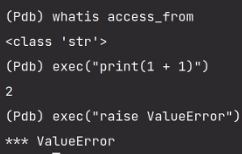 (Pdb) whatis access_from
<class 'str'>
(Pdb) exec("print(1 + 1)")
2
(Pdb) exec("raise ValueError")
*** ValueError